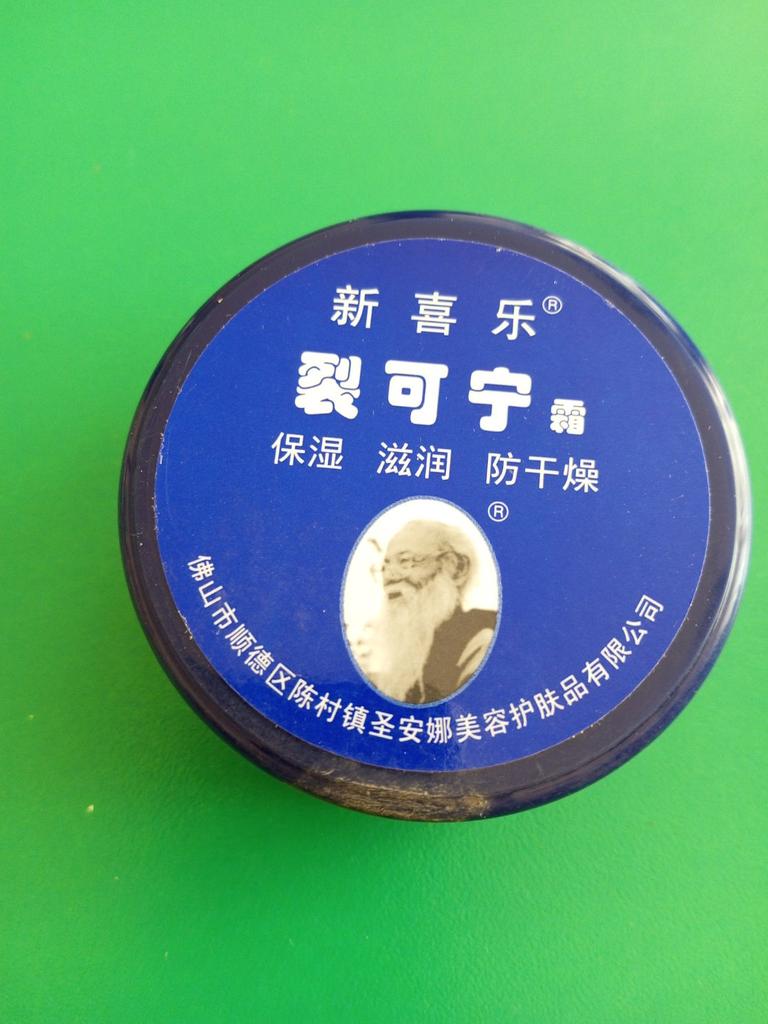 新喜乐®
裂可宁霜
保湿 滋润 防干燥
®
佛山市顺德区陈村镇圣安娜美容护肤品有限公司